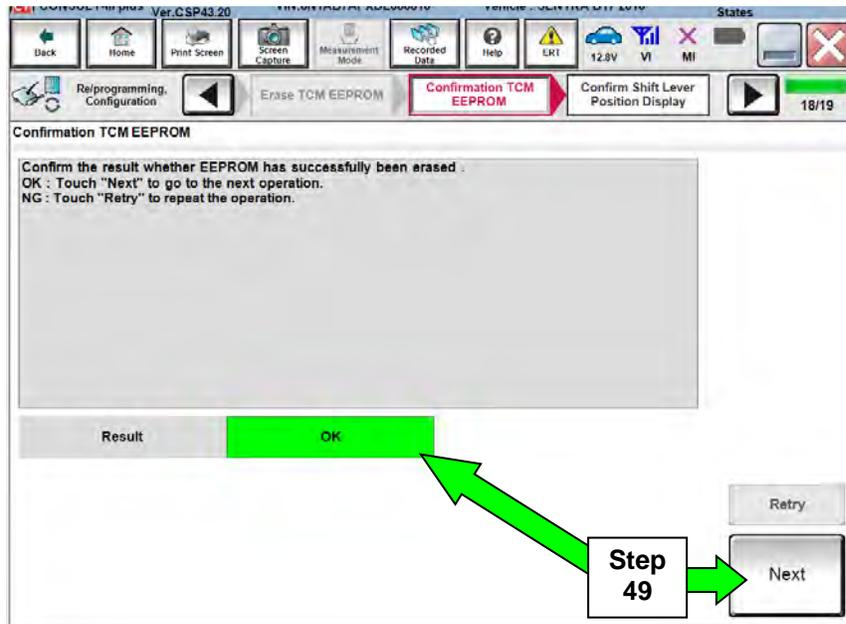 Ver.CSP43.20
States
Back
Home
Print Screen
Screen
Capture
Measurement
Mode
Recorded
Data
Help
ERT
12.8V
VI
MI
Re/programming,
Configuration
Erase TCM EEPROM
Confirmation TCM
EEPROM
Confirm Shift Lever
Position Display
18/19
Confirmation TCM EEPROM
Confirm the result whether EEPROM has successfully been erased .
OK : Touch "Next" to go to the next operation.
NG : Touch "Retry" to repeat the operation.
Result
OK
Retry
Step
49
Next